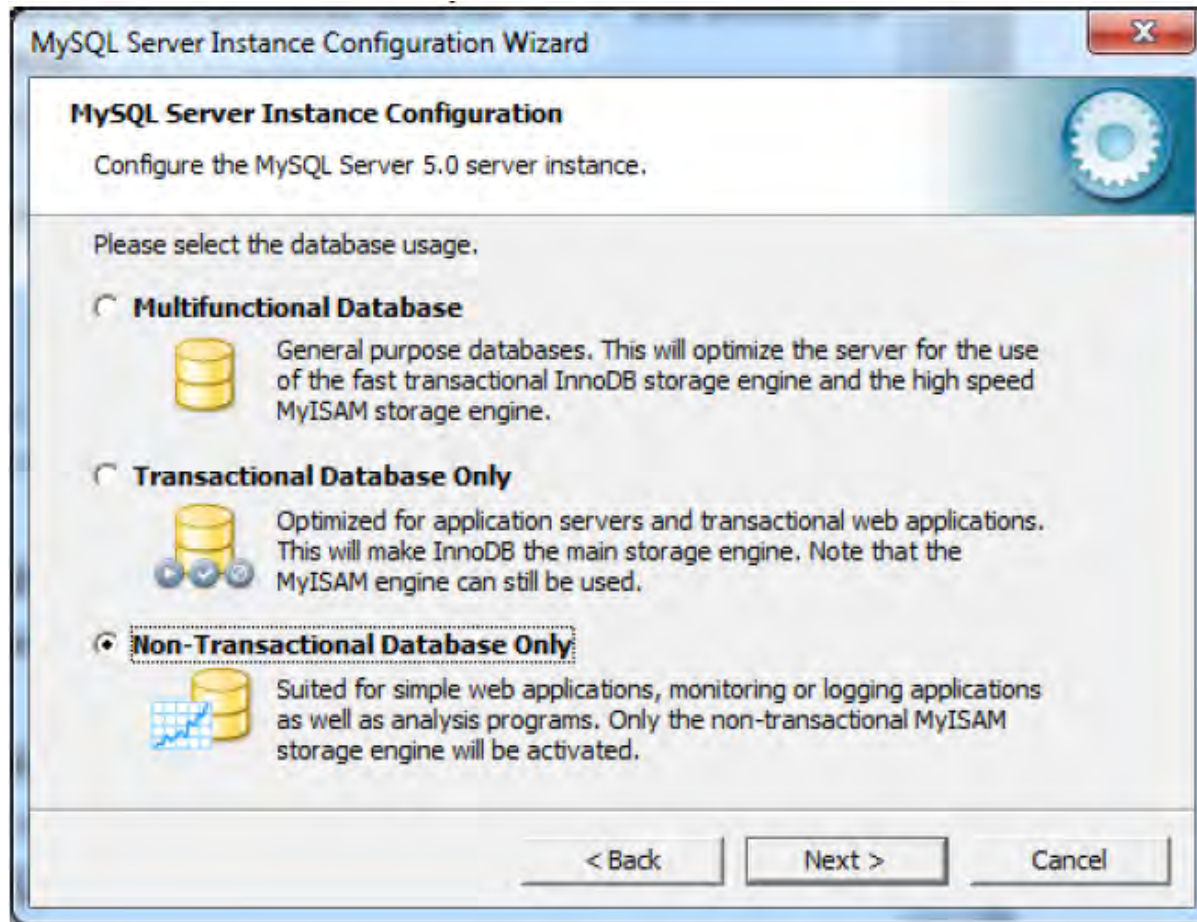 MySQL Server Instance Configuration Wizard
MySQL Server Instance Configuration
Configure the MySQL Server 5.0 server instance.
Please select the database usage.
Multifunctional Database
General purpose databases. This will optimize the server for the use
of the fast transactional InnoDB storage engine and the high speed
MyISAM storage engine.
Transactional Database Only
Optimized for application servers and transactional web applications.
This will make InnoDB the main storage engine. Note that the
MyISAM engine can still be used.
Non-Transactional Database Only
Suited for simple web applications, monitoring or logging applications
as well as analysis programs. Only the non-transactional MyISAM
storage engine will be activated.
< Back Next > Cancel